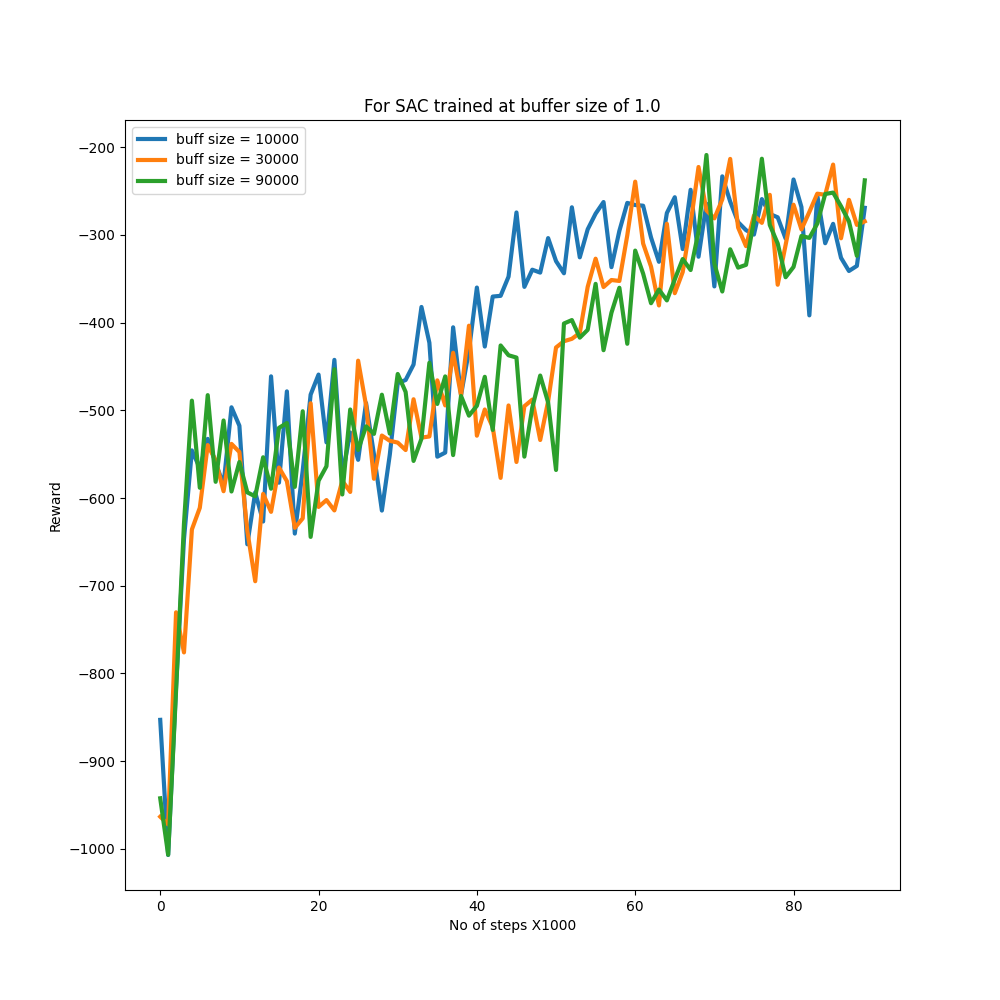 For SAC trained at buffer size of 1.0
buff size = 10000
buff size = 30000
buff size = 90000
−200
−300
−400
−500
−600
−700
−800
−900
−1000
Reward
0 20 40 60 80
No of steps X1000